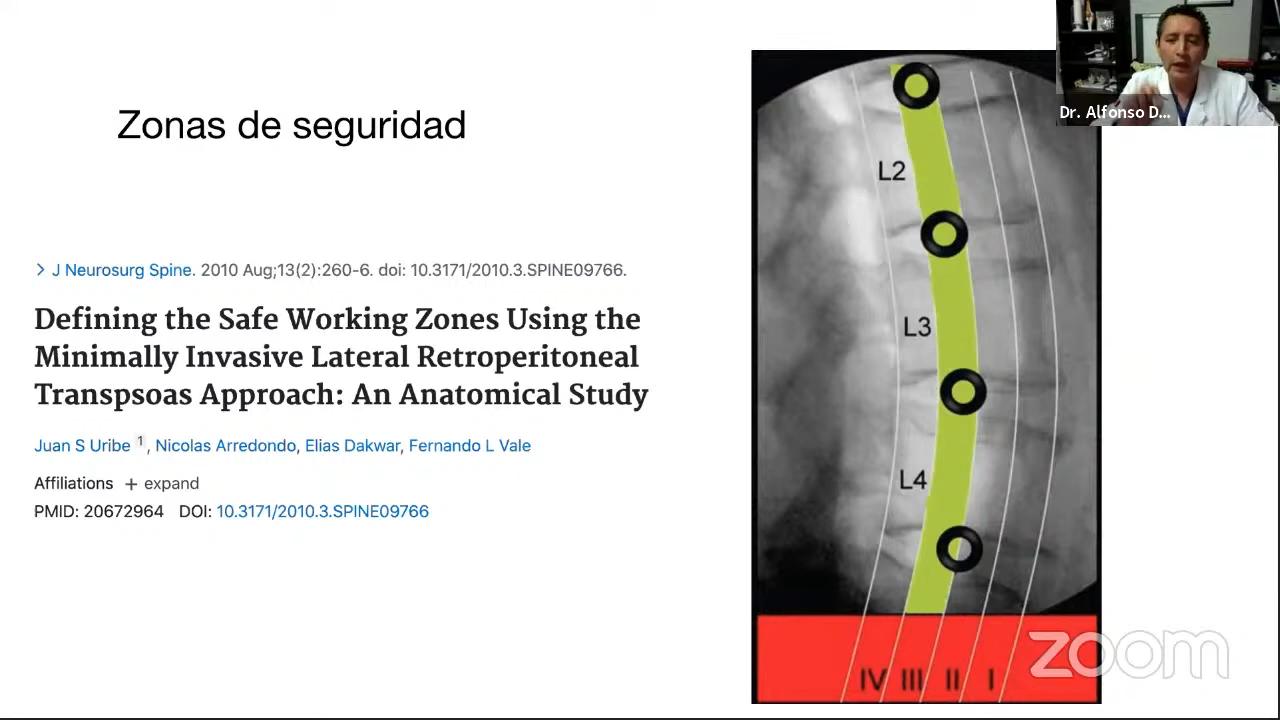 Dr. Alfonso D...
Zonas de seguridad
L2
> J Neurosurg Spine. 2010 Aug;13(2):260-6. doi: 10.3171/2010.3.SPINE09766.
Defining the Safe Working Zones Using the
Minimally Invasive Lateral Retroperitoneal
Transpsoas Approach: An Anatomical Study
L3
Juan S Uribe 1, Nicolas Arredondo, Elias Dakwar, Fernando L Vale
Affiliations + expand
L4
PMID: 20672964 DOI: 10.3171/2010.3.SPINE09766
IV III II I
zoom